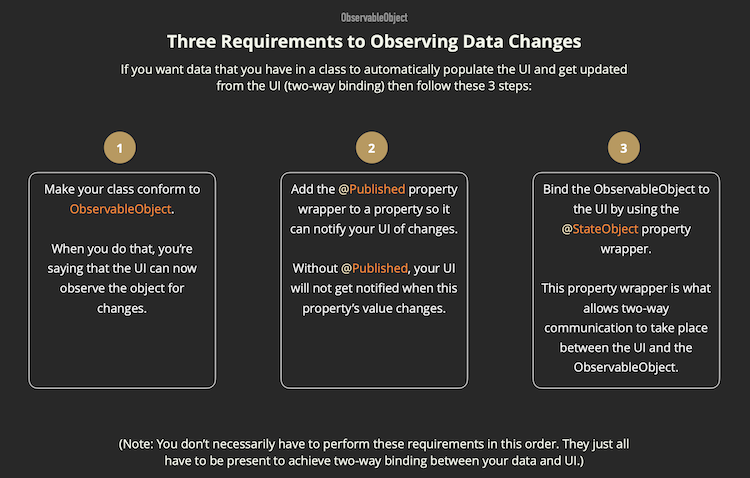 ObservableObject
Three Requirements to Observing Data Changes
If you want data that you have in a class to automatically populate the UI and get updated
from the UI (two-way binding) then follow these 3 steps:
1
Make your class conform to
ObservableObject.
When you do that, you’re
saying that the UI can now
observe the object for
changes.
2
Add the @Published property
wrapper to a property so it
can notify your UI of changes.
Without @Published, your UI
will not get notified when this
property’s value changes.
3
Bind the ObservableObject to
the UI by using the
@StateObject property
wrapper.
This property wrapper is what
allows two-way
communication to take place
between the UI and the
ObservableObject.
(Note: You don’t necessarily have to perform these requirements in this order. They just all
have to be present to achieve two-way binding between your data and UI.)